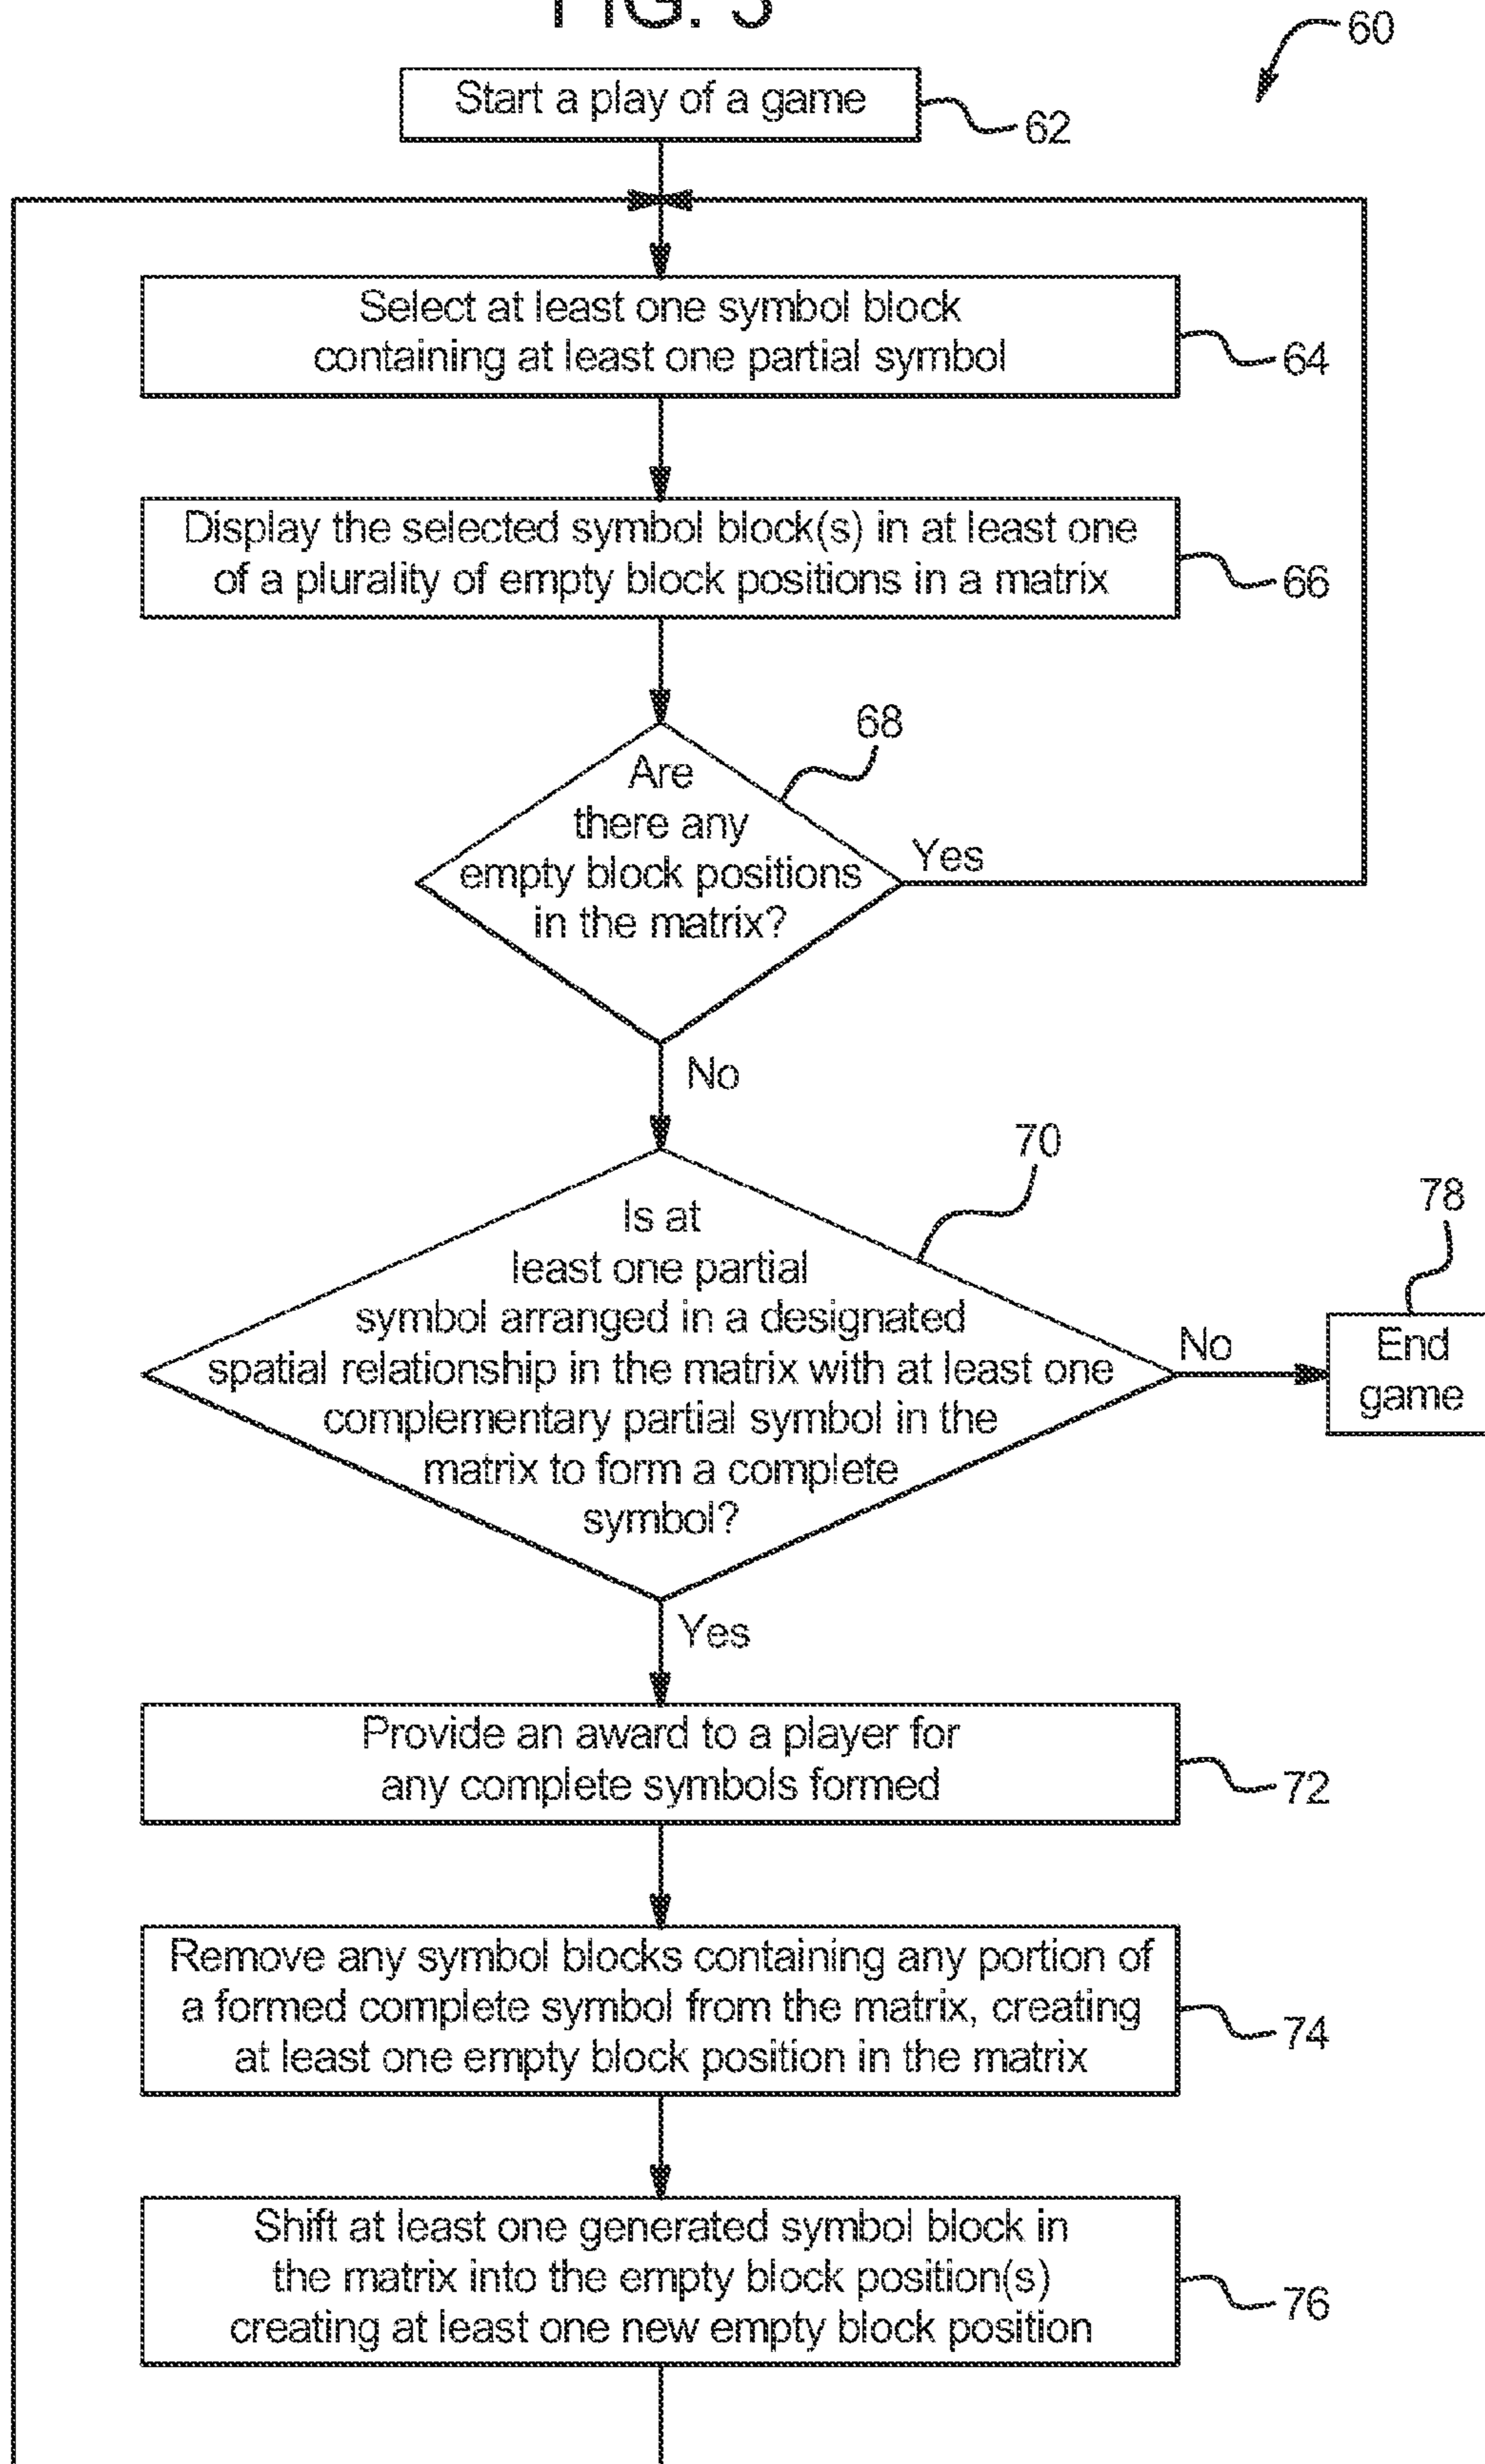 FIG. 3
60
Start a play of a game
62
Select at least one symbol block
containing at least one partial symbol
64
Display the selected symbol block(s) in at least one
of a plurality of empty block positions in a matrix
66
68
Are
there any
empty block positions
in the matrix?
Yes
No
70
Is at
least one partial
symbol arranged in a designated
spatial relationship in the matrix with at least one
complementary partial symbol in the
matrix to form a complete
symbol?
No
78
End
game
Yes
Provide an award to a player for
any complete symbols formed
72
Remove any symbol blocks containing any portion of
a formed complete symbol from the matrix, creating
at least one empty block position in the matrix
74
Shift at least one generated symbol block in
the matrix into the empty block position(s)
creating at least one new empty block position
76